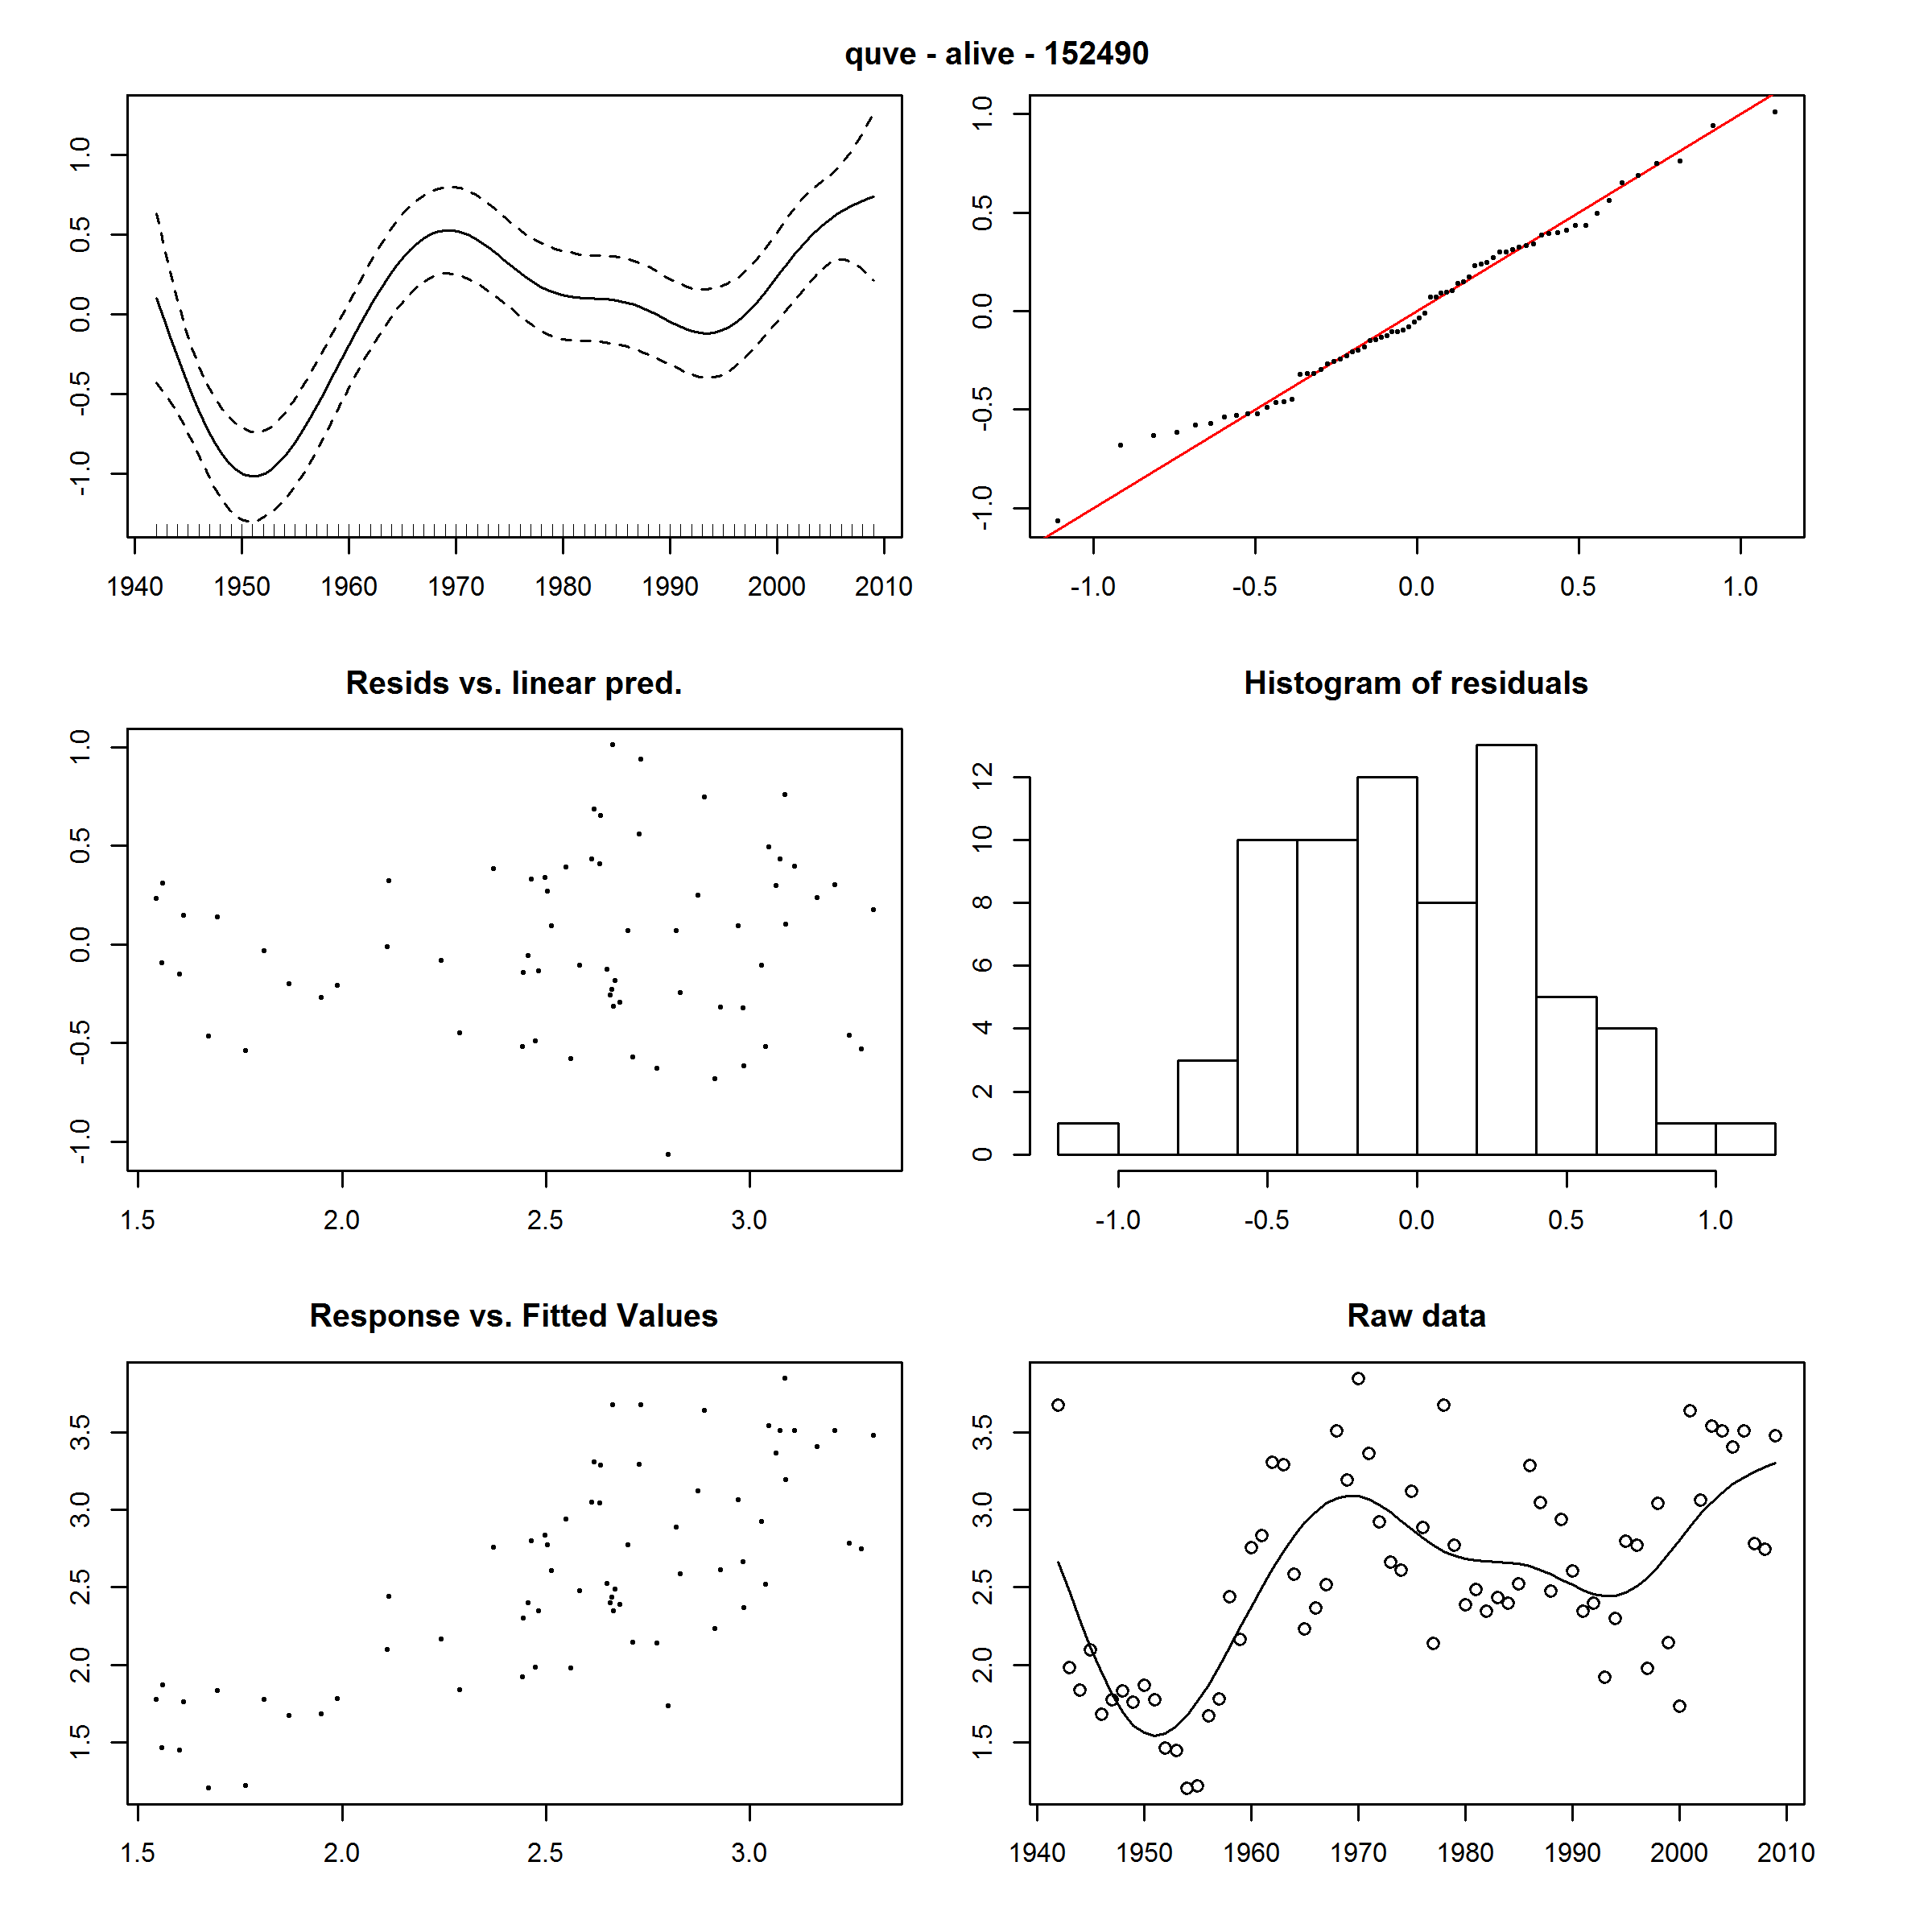 quve - alive - 152490
1.0
0.5
0.0
-0.5
-1.0
1940 1950 1960 1970 1980 1990 2000 2010
1.0
0.5
0.0
-0.5
-1.0
-1.0 -0.5 0.0 0.5 1.0
Resids vs. linear pred.
1.0
0.5
0.0
-0.5
-1.0
1.5 2.0 2.5 3.0
Histogram of residuals
12
10
8
6
4
2
0
-1.0 -0.5 0.0 0.5 1.0
Response vs. Fitted Values
3.5
3.0
2.5
2.0
1.5
1.5 2.0 2.5 3.0
Raw data
3.5
3.0
2.5
2.0
1.5
1940 1950 1960 1970 1980 1990 2000 2010